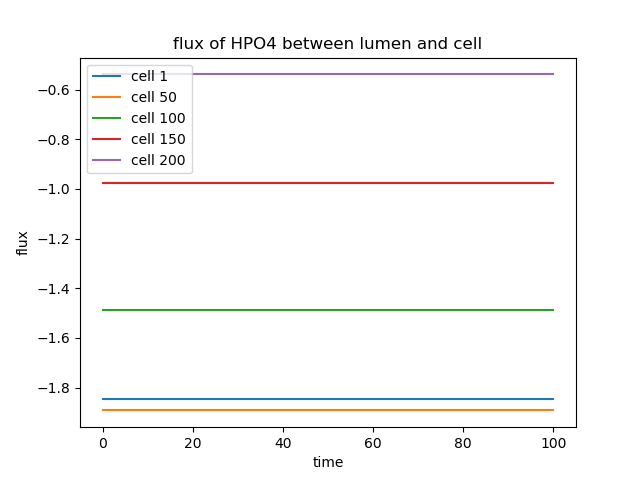 flux of HPO4 between lumen and cell
cell 1
cell 50
cell 100
cell 150
cell 200
flux
−0.6
−0.8
−1.0
−1.2
−1.4
−1.6
−1.8
0
20
40
60
80
100
time